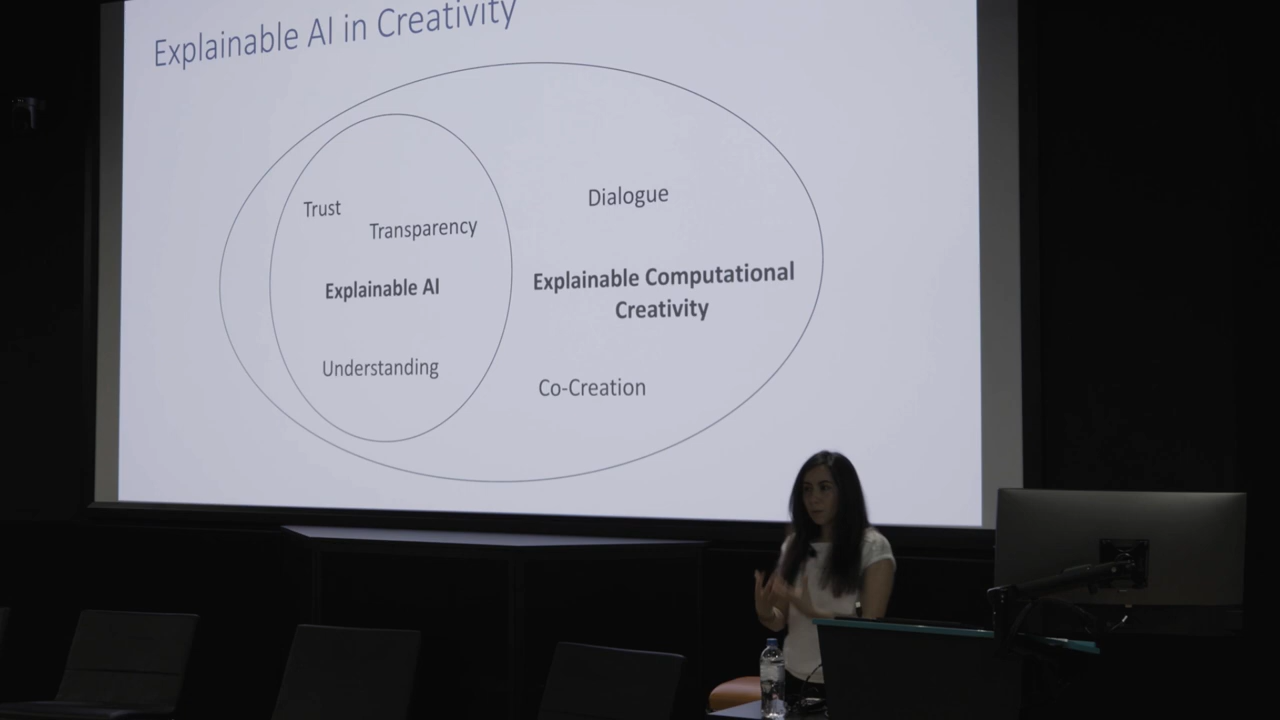 Explainable AI in Creativity
Trust
Transparency
Explainable AI
Understanding
Dialogue
Explainable Computational
Creativity
Co-Creation